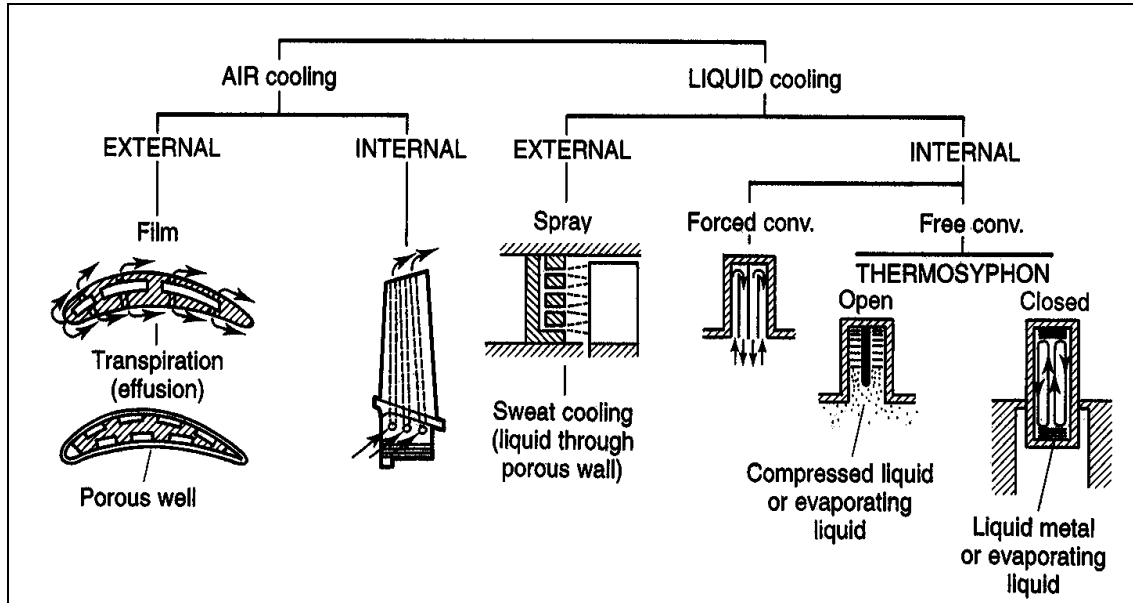 AIR cooling
LIQUID cooling
EXTERNAL
INTERNAL
EXTERNAL
INTERNAL
Film
Spray
Forced conv.
Free conv.
THERMOSYPHON
Open
Closed
Transpiration
(effusion)
Porous well
Sweat cooling
(liquid through
porous wall)
Compressed liquid
or evaporating
liquid
Liquid metal
or evaporating
liquid